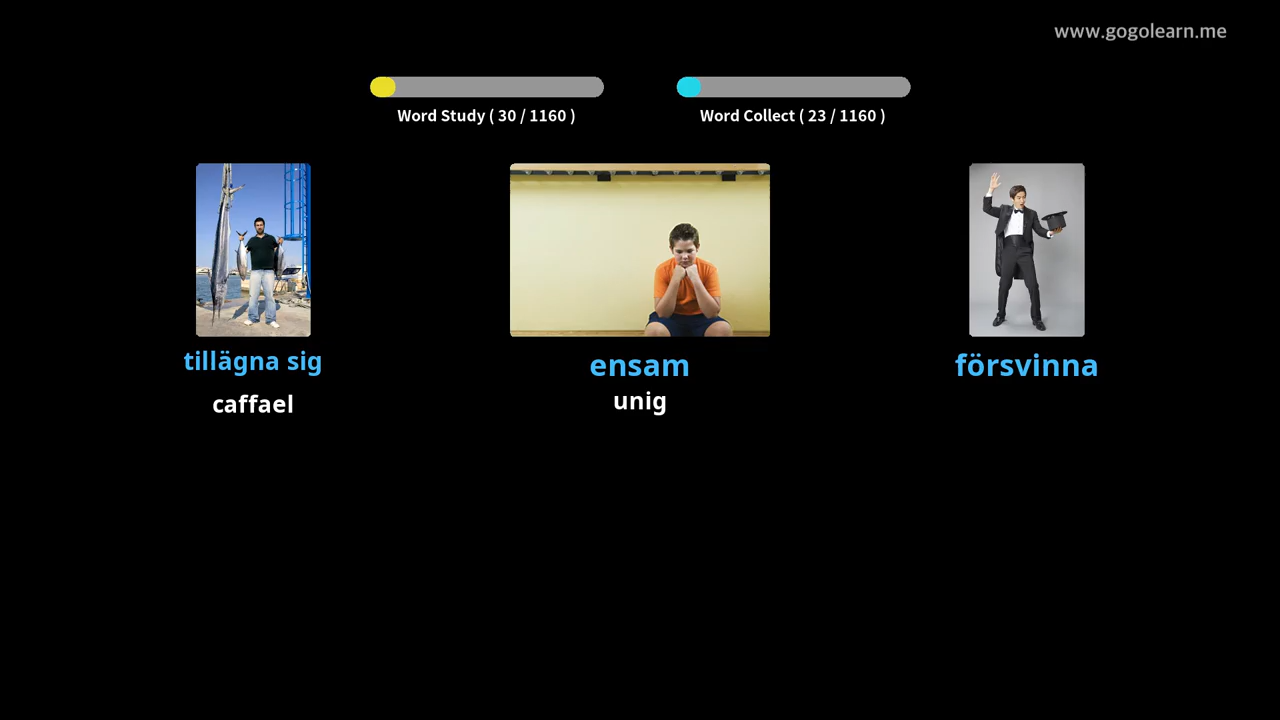 www.gogolearn.me
Word Study ( 30 / 1160 )
Word Collect ( 23 / 1160 )
tillägna sig
ensam
försvinna
caffael
unig